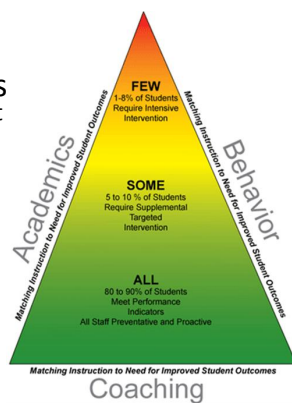 FEW
1-8% of Students
Require Intensive
Intervention
SOME
5 to 10 % of Students
Require Supplemental
Targeted
Intervention
ALL
80 to 90% of Students
Meet Performance
Indicators
All Staff Preventative and Proactive
Academics
Matching Instruction to Need for Improved Student Outcomes
Behavior
Matching Instruction to Need for Improved Student Outcomes
Matching Instruction to Need for Improved Student Outcomes
Coaching